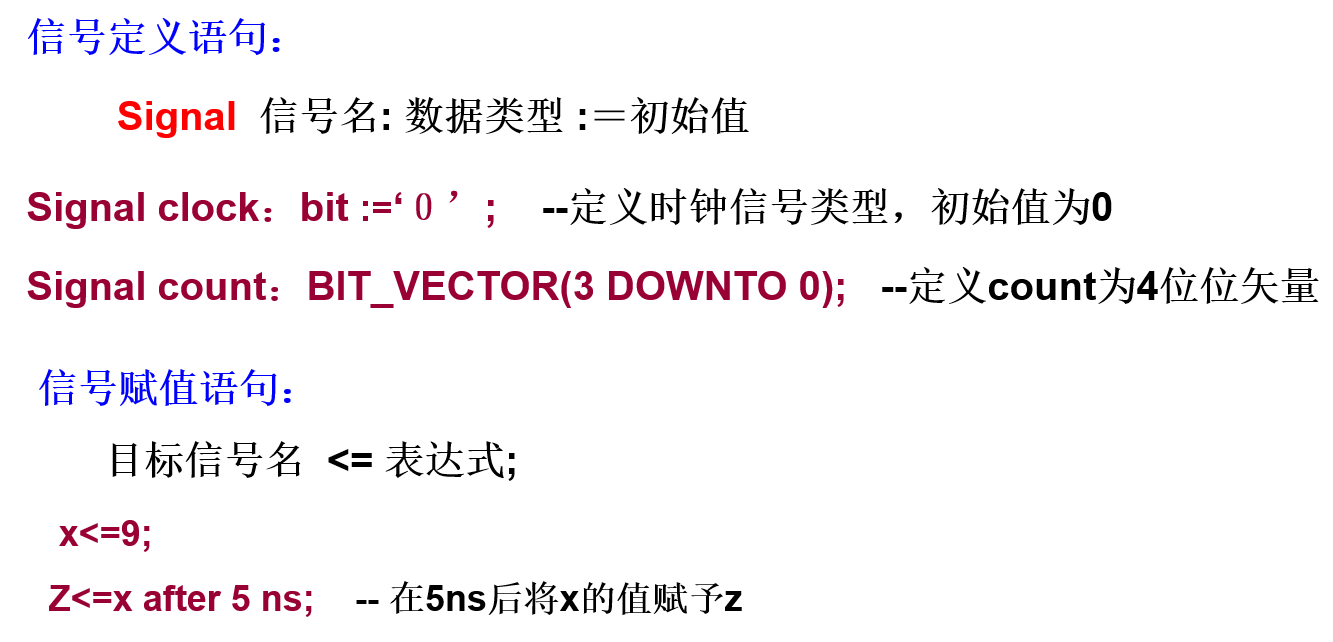 信号定义语句：
Signal 信号名: 数据类型 :＝初始值
Signal clock：bit :=‘０’; --定义时钟信号类型，初始值为0
Signal count：BIT_VECTOR(3 DOWNTO 0); --定义count为4位位矢量
信号赋值语句：
目标信号名 <= 表达式;
x<=9;
Z<=x after 5 ns; -- 在5ns后将x的值赋予z